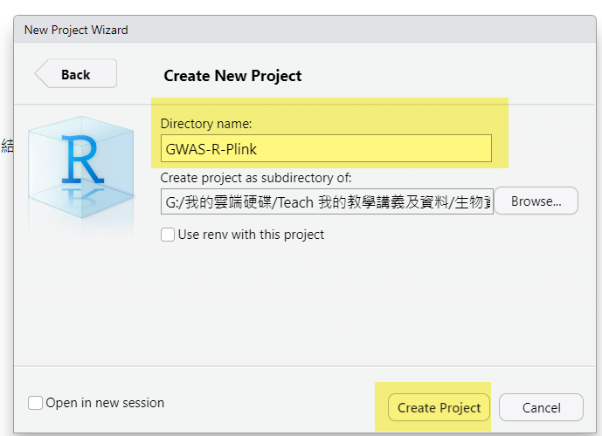 New Project Wizard
Back
Create New Project
Directory name:
GWAS-R-Plink
Create project as subdirectory of:
G:/我的雲端硬碟/Teach 我的教學講義及資料/生物
Browse...
Use renv with this project
結
R
Open in new session
Create Project
Cancel